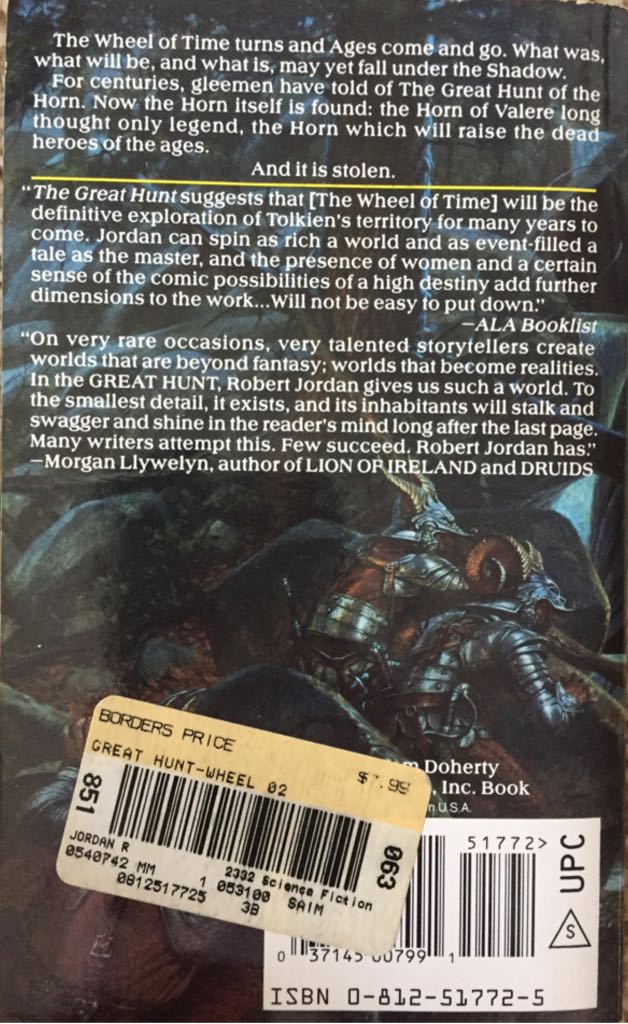 The Wheel of Time turns and Ages come and go. What was,
what will be, and what is, may yet fall under the Shadow.
For centuries, gleemen have told of The Great Hunt of the
Horn. Now the Horn itself is found: the Horn of Valere long
thought only legend, the Horn which will raise the dead
heroes of the ages.
And it is stolen.
“The Great Hunt suggests that [The Wheel of Time] will be the
definitive exploration of Tolkien's territory for many years to
come. Jordan can spin as rich a world and as event-filled a
tale as the master, and the presence of women and a certain
sense of the comic possibilities of a high destiny add further
dimensions to the work...Will not be easy to put down.”
—ALA Booklist
“On very rare occasions, very talented storytellers create
worlds that are beyond fantasy; worlds that become realities.
In the GREAT HUNT, Robert Jordan gives us such a world. To
the smallest detail, it exists, and its inhabitants will stalk and
swagger and shine in the reader's mind long after the last page.
Many writers attempt this. Few succeed. Robert Jordan has.”
—Morgan Llywelyn, author of LION OF IRELAND and DRUIDS
BORDERS PRICE
GREAT HUNT-WHEEL 02
$7.99
851
063
JORDAN R
2332 Science Fiction
0540742 MM 1 053100 SAIM
0812517725 3B
Doherty
, Inc. Book
U.S.A.
51772>
UPC
S
0 37145 00799 1
ISBN 0-812-51772-5